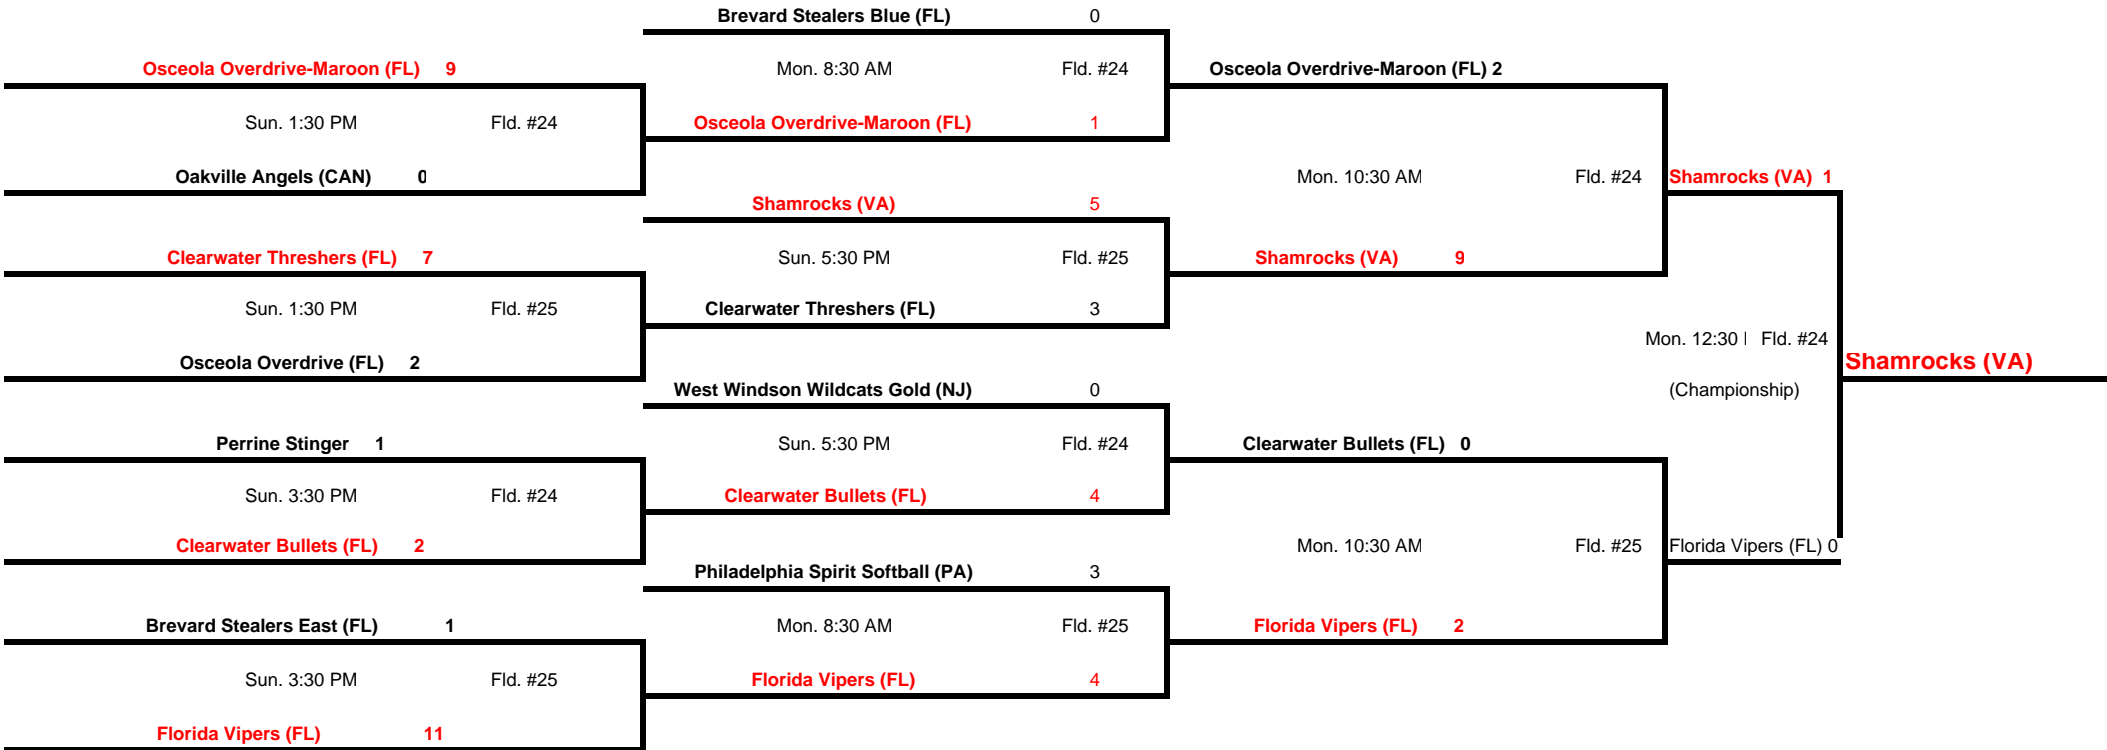 Brevard Stealers Blue (FL) 0
Osceola Overdrive-Maroon (FL) 9 Mon. 8:30 AM Fld. #24 Osceola Overdrive-Maroon (FL) 2
Sun. 1:30 PM Fld. #24 Osceola Overdrive-Maroon (FL) 1
Oakville Angels (CAN) 0 Mon. 10:30 AM Fld. #24 Shamrocks (VA) 1
Shamrocks (VA) 5
Clearwater Threshers (FL) 7 Sun. 5:30 PM Fld. #25 Shamrocks (VA) 9
Sun. 1:30 PM Fld. #25 Clearwater Threshers (FL) 3
Mon. 12:30 Fld. #24
Osceola Overdrive (FL) 2 Shamrocks (VA)
West Windson Wildcats Gold (NJ) 0 (Championship)
Perrine Stinger 1 Sun. 5:30 PM Fld. #24 Clearwater Bullets (FL) 0
Sun. 3:30 PM Fld. #24 Clearwater Bullets (FL) 4
Clearwater Bullets (FL) 2 Mon. 10:30 AM Fld. #25 Florida Vipers (FL) 0
Philadelphia Spirit Softball (PA) 3
Brevard Stealers East (FL) 1 Mon. 8:30 AM Fld. #25 Florida Vipers (FL) 2
Sun. 3:30 PM Fld. #25 Florida Vipers (FL) 4
Florida Vipers (FL) 11